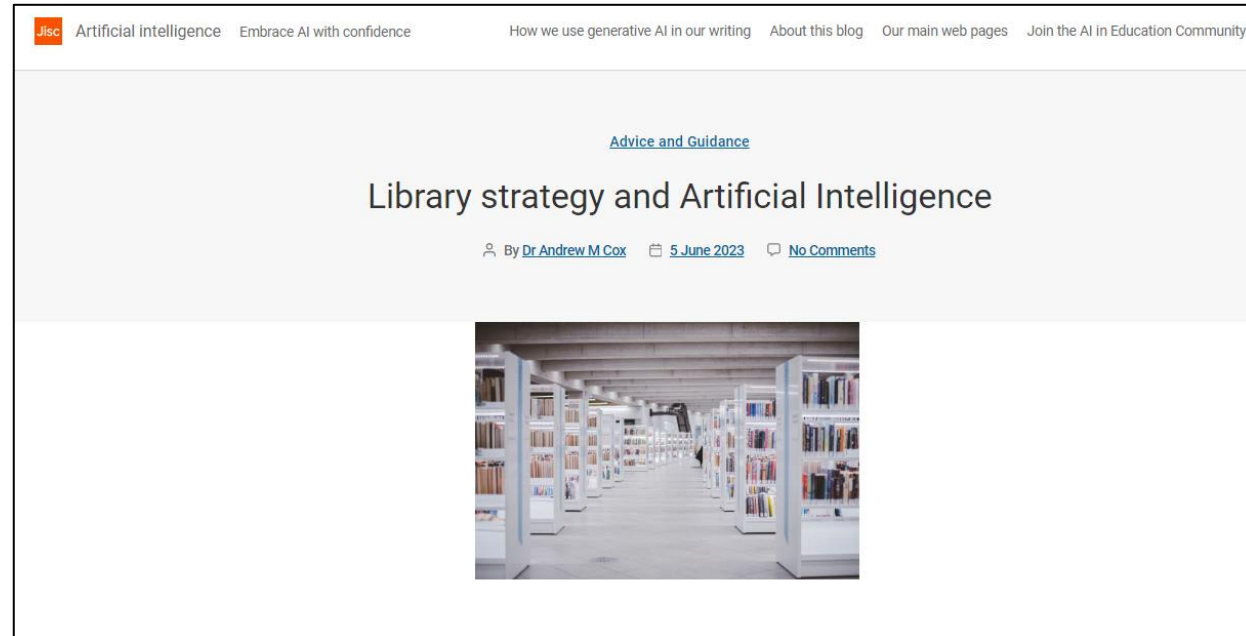 Jisc Artificial intelligence Embrace AI with confidence How we use generative AI in our writing About this blog Our main web pages Join the AI in Education Community
Advice and Guidance
Library strategy and Artificial Intelligence
By Dr Andrew M Cox 5 June 2023 No Comments